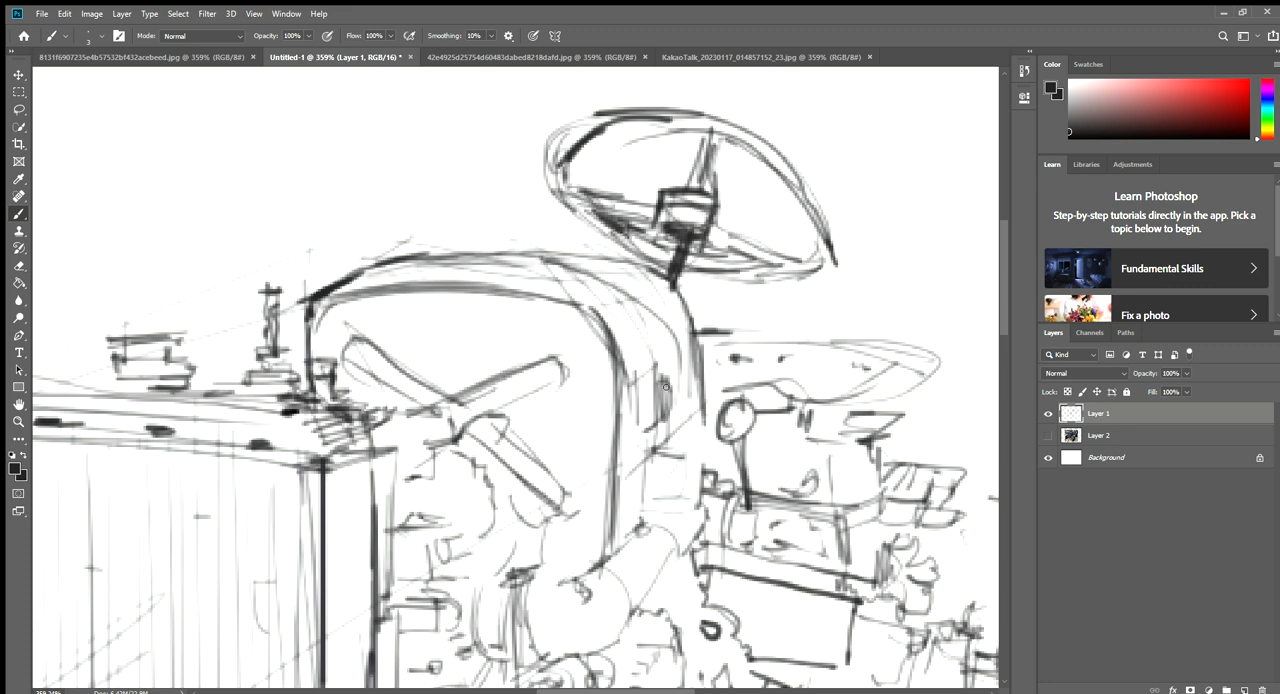 Ps File Edit Image Layer Type Select Filter 3D View Window Help
3 Mode: Normal Opacity: 100% Flow: 100% Smoothing: 10%
8131f6907235e4b57532bf432acebeed.jpg @ 359% (RGB/8#) × Untitled-1 @ 359% (Layer 1, RGB/16) * × 42e4925d25754d60483dabed8218dafd.jpg @ 359% (RGB/8#) × KakaoTalk_20230117_014857152_23.jpg @ 359% (RGB/8#) ×
Color Swatches
Learn Libraries Adjustments
Learn Photoshop
Step-by-step tutorials directly in the app. Pick a
topic below to begin.
Fundamental Skills
Fix a photo
Layers Channels Paths
Kind
Normal Opacity: 100%
Lock: Fill: 100%
Layer 1
Layer 2
Background